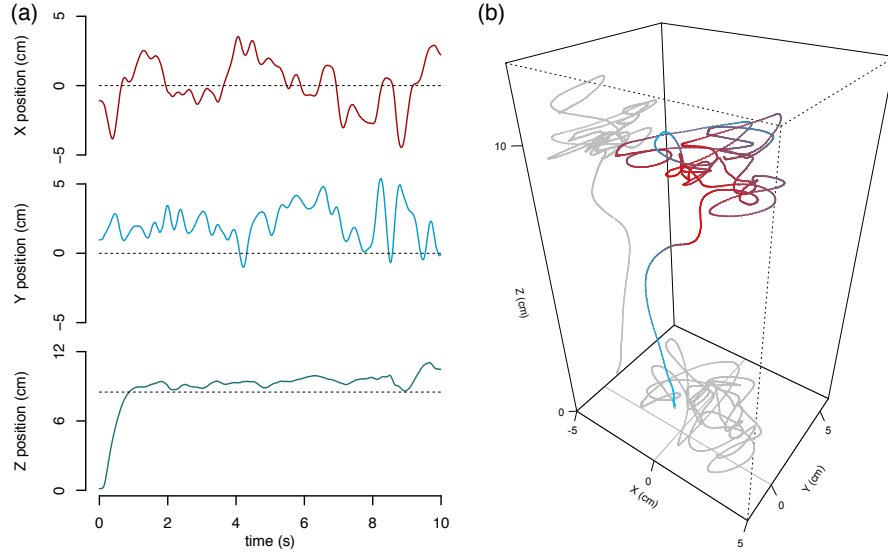 (a)
X position (cm)
5
0
-5
Y position (cm)
5
0
-5
Z position (cm)
12
6
0
0 2 4 6 8 10
time (s)
(b)
10
Z (cm)
0
-5
0
X (cm)
5
0
Y (cm)
5